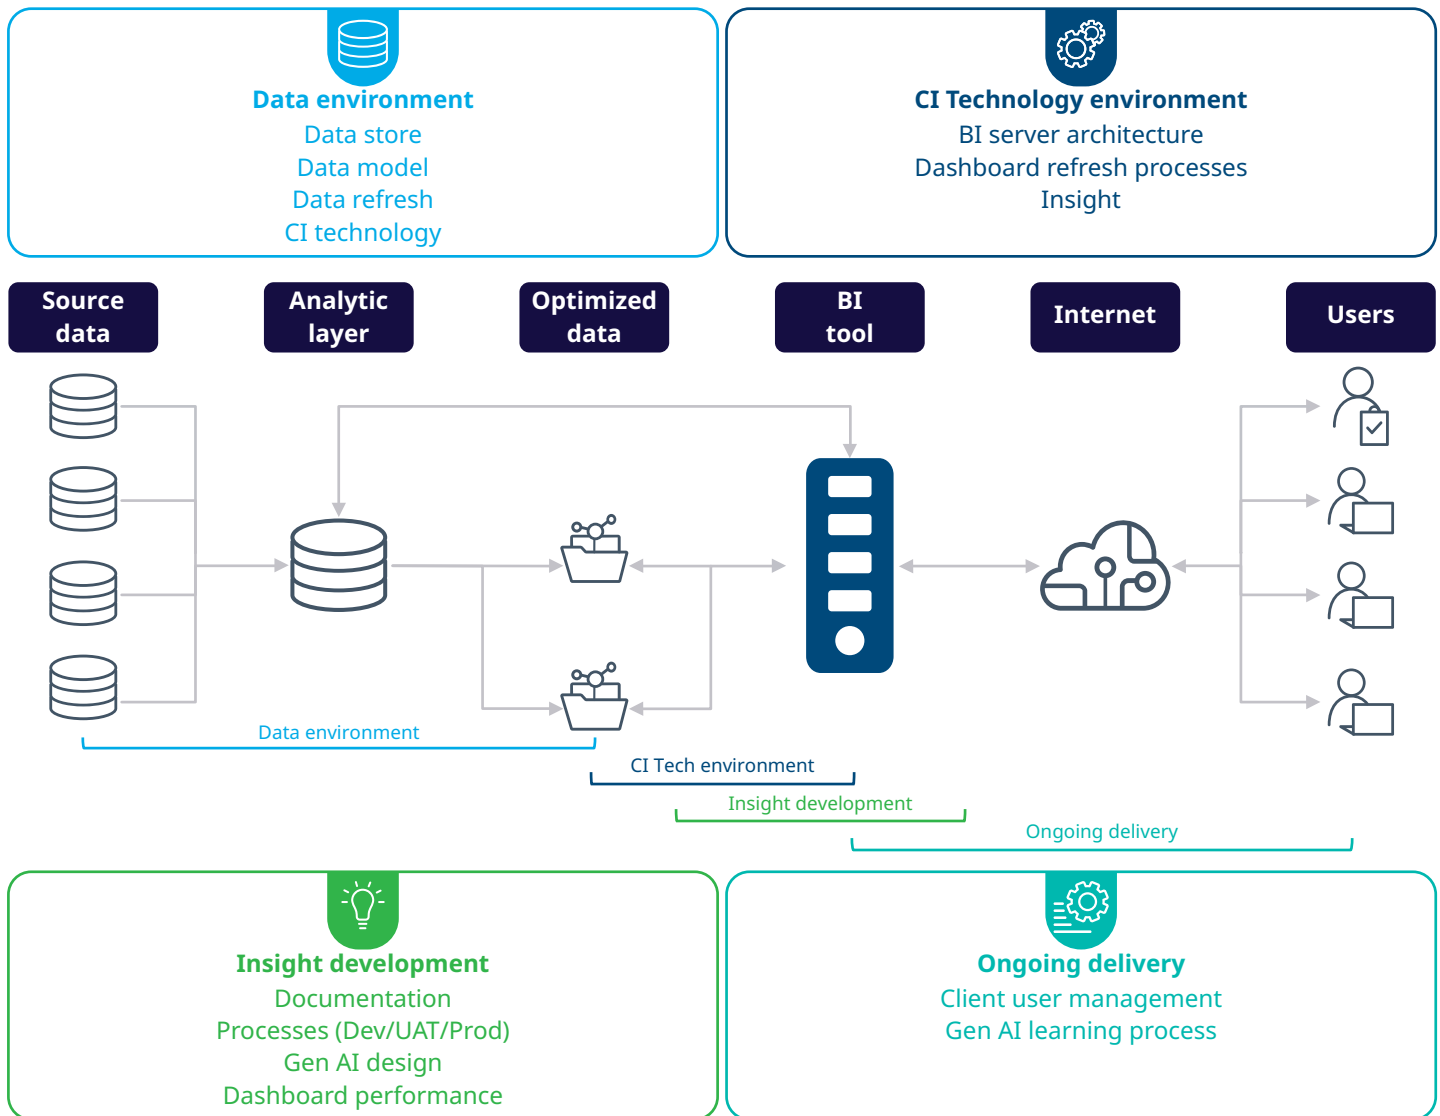 Data environment
Data store
Data model
Data refresh
CI technology
CI Technology environment
BI server architecture
Dashboard refresh processes
Insight
Source
data
Analytic
layer
Optimized
data
BI
tool
Internet
Users
Data environment
CI Tech environment
Insight development
Ongoing delivery
Insight development
Documentation
Processes (Dev/UAT/Prod)
Gen AI design
Dashboard performance
Ongoing delivery
Client user management
Gen AI learning process